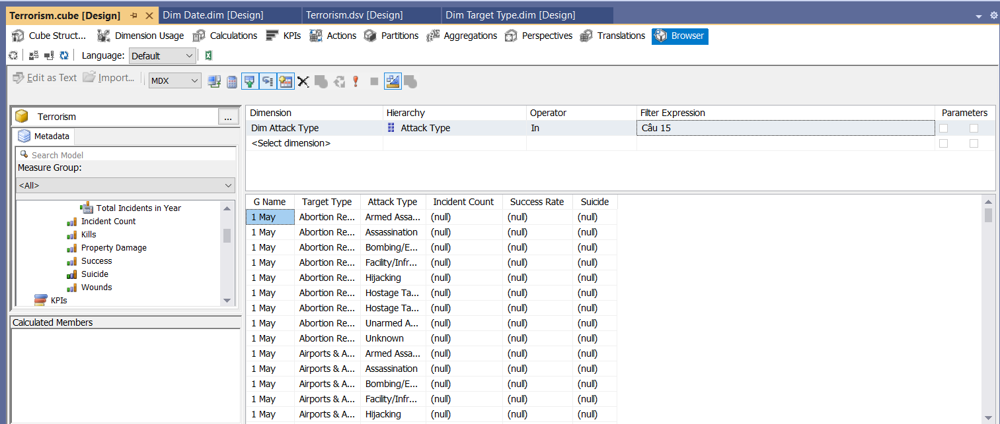 Terrorism.cube [Design] Dim Date.dim [Design] Terrorism.dsv [Design] Dim Target Type.dim [Design]
Cube Struct... Dimension Usage Calculations KPIs Actions Partitions Aggregations Perspectives Translations Browser
Language: Default
Edit as Text Import... MDX
Terrorism ...
Metadata
Search Model
Measure Group:
<All>
Total Incidents in Year
Incident Count
Kills
Property Damage
Success
Suicide
Wounds
KPIs
Calculated Members
Dimension Hierarchy Operator Filter Expression Parameters
Dim Attack Type Attack Type In Câu 15
<Select dimension>
G Name Target Type Attack Type Incident Count Success Rate Suicide
1 May Abortion Re... Armed Assa... (null) (null) (null)
1 May Abortion Re... Assassination (null) (null) (null)
1 May Abortion Re... Bombing/E... (null) (null) (null)
1 May Abortion Re... Facility/Infr... (null) (null) (null)
1 May Abortion Re... Hijacking (null) (null) (null)
1 May Abortion Re... Hostage Ta... (null) (null) (null)
1 May Abortion Re... Hostage Ta... (null) (null) (null)
1 May Abortion Re... Unarmed A... (null) (null) (null)
1 May Abortion Re... Unknown (null) (null) (null)
1 May Airports & A... Armed Assa... (null) (null) (null)
1 May Airports & A... Assassination (null) (null) (null)
1 May Airports & A... Bombing/E... (null) (null) (null)
1 May Airports & A... Facility/Infr... (null) (null) (null)
1 May Airports & A... Hijacking (null) (null) (null)